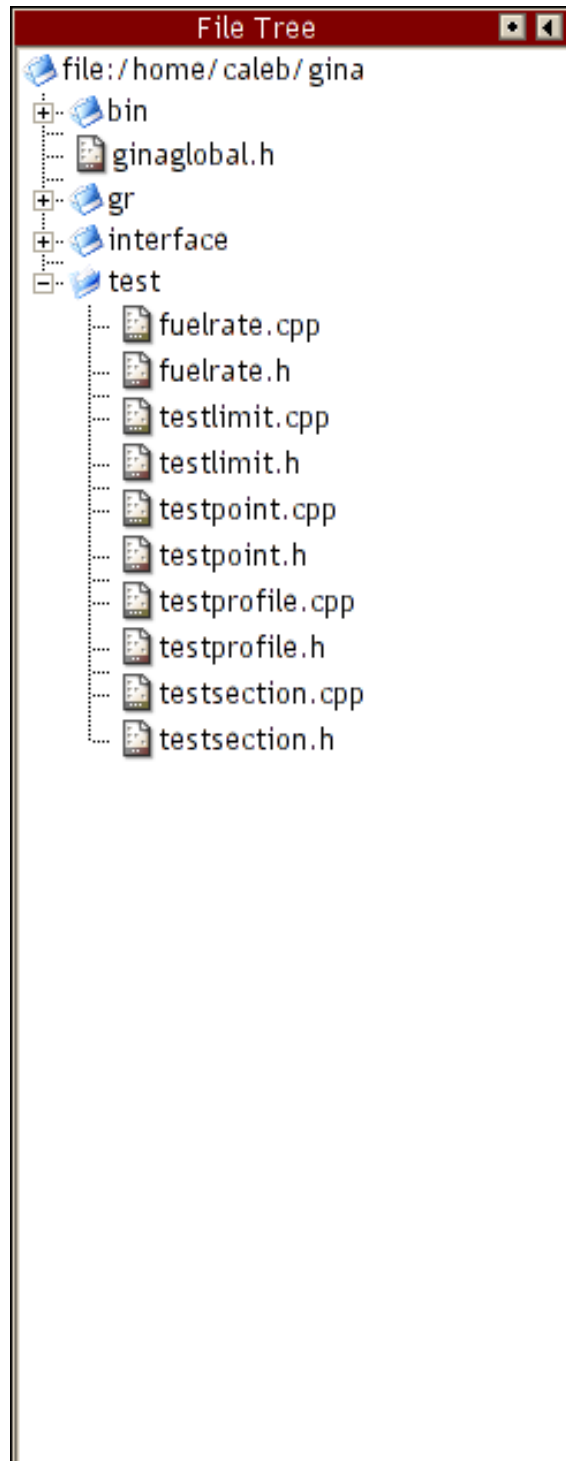 File Tree
file:/home/caleb/gina
bin
ginaglobal.h
gr
interface
test
fuelrate.cpp
fuelrate.h
testlimit.cpp
testlimit.h
testpoint.cpp
testpoint.h
testprofile.cpp
testprofile.h
testsection.cpp
testsection.h